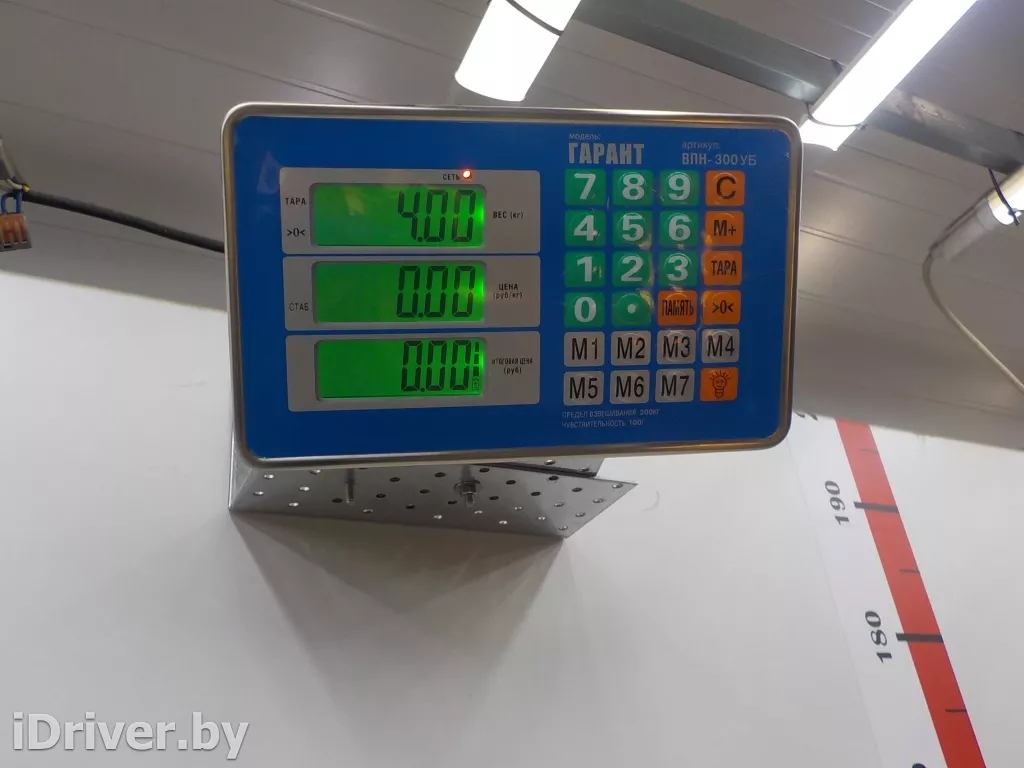 модель:
ГАРАНТ
артикул:
ВПН-300УБ
СЕТЬ
ТАРА
>0<
4.00
ВЕС (кг)
СТАБ
0.00
ЦЕНА
(руб/кг)
0.00
ИТОГОВАЯ ЦЕНА
(руб)
7 8 9 C
4 5 6 M+
1 2 3 ТАРА
0 • ПАМЯТЬ >0<
M1 M2 M3 M4
M5 M6 M7
ПРЕДЕЛ ВЗВЕШИВАНИЯ 300КГ
ЧУВСТВИТЕЛЬНОСТЬ 100Г
190
180
iDriver.by